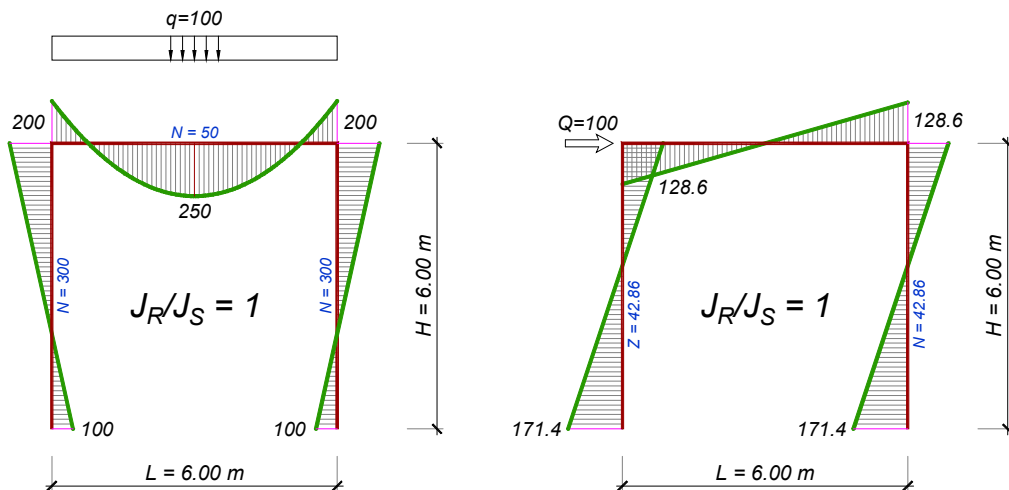 q=100
200
N = 50
200
250
N = 300
N = 300
J_R/J_S = 1
H = 6.00 m
100
100
L = 6.00 m
Q=100
128.6
128.6
Z = 42.86
N = 42.86
J_R/J_S = 1
H = 6.00 m
171.4
171.4
L = 6.00 m